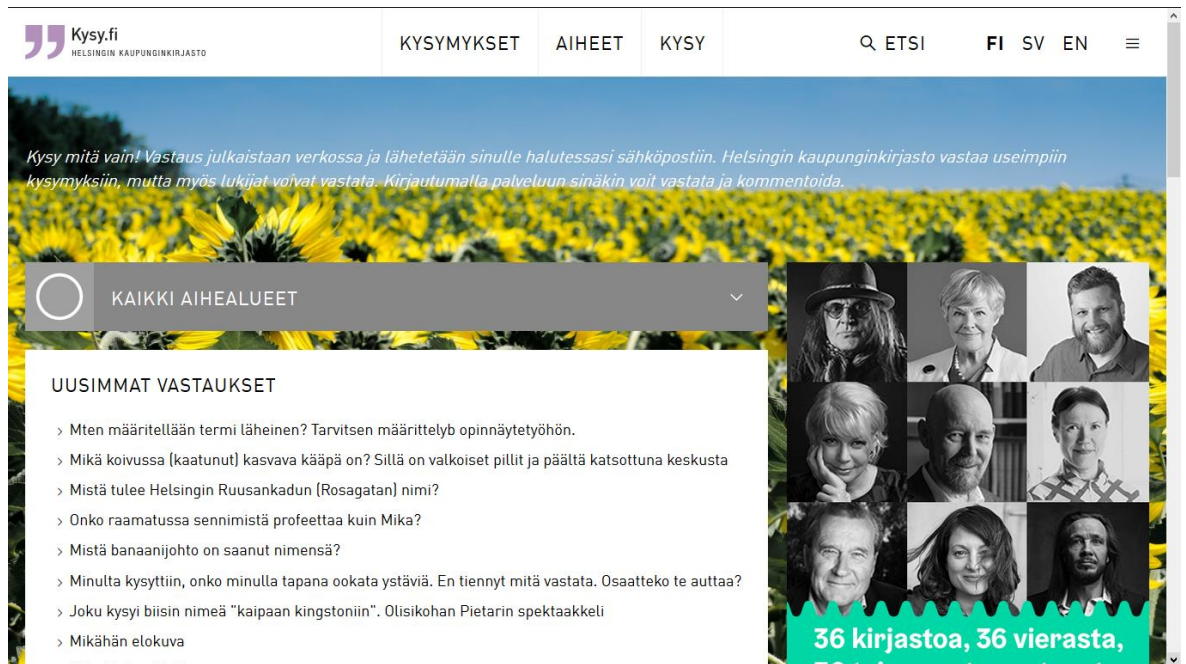 Kysy.fi
HELSINGIN KAUPUNGINKIRJASTO
KYSYMYKSET
AIHEET
KYSY
ETSI
FI SV EN
Kysy mitä vain! Vastaus julkaistaan verkossa ja lähetetään sinulle halutessasi sähköpostiin. Helsingin kaupunginkirjasto vastaa useimpiin
kysymyksiin, mutta myös lukijat voivat vastata. Kirjautumalla palveluun sinäkin voit vastata ja kommentoida.
KAIKKI AIHEALUEET
UUSIMMAT VASTAUKSET
Mten määritellään termi läheinen? Tarvitsen määrittelyb opinnäytetyöhön.
Mikä koivussa (kaatunut) kasvava kääpä on? Sillä on valkoiset pillit ja päältä katsottuna keskusta
Mistä tulee Helsingin Ruusankadun (Rosagatan) nimi?
Onko raamatussa sennimistä profeettaa kuin Mika?
Mistä banaanijohto on saanut nimensä?
Minulta kysyttiin, onko minulla tapana ookata ystäviä. En tiennyt mitä vastata. Osaatteko te auttaa?
Joku kysyi biisin nimeä "kaipaan kingstoniin". Olisikohan Pietarin spektaakkeli
Mikähän elokuva
36 kirjastoa, 36 vierasta,